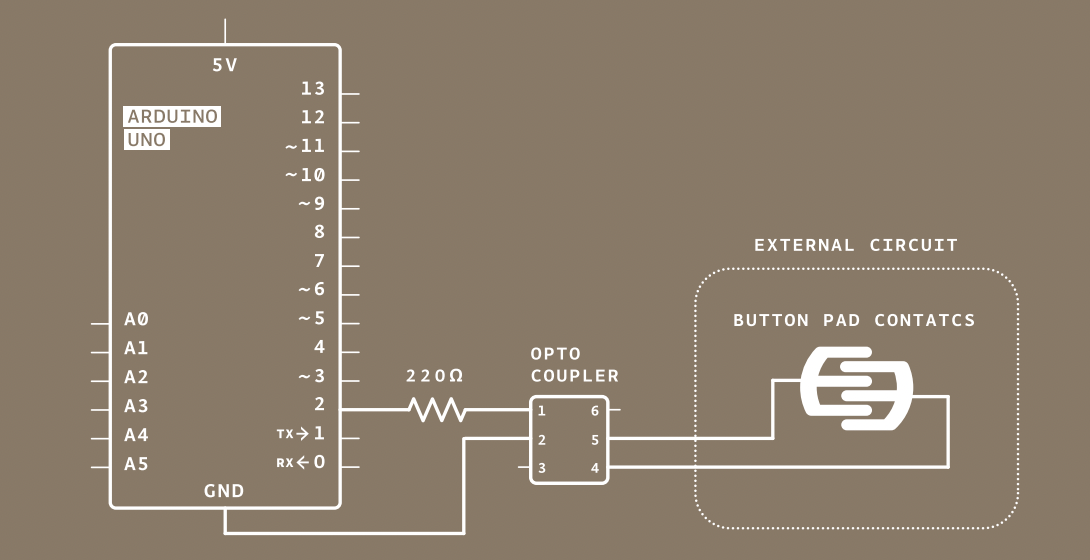 5V
ARDUINO
UNO
13
12
~11
~10
~9
8
7
~6
~5
4
~3
2
TX→1
RX←0
A0
A1
A2
A3
A4
A5
GND
220Ω
OPTO
COUPLER
1 6
2 5
3 4
EXTERNAL CIRCUIT
BUTTON PAD CONTATCS